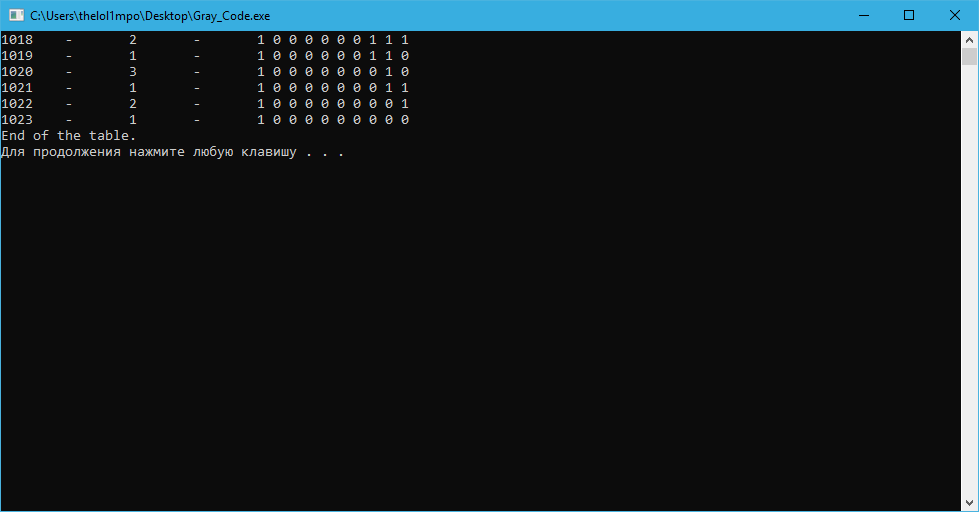 C:\Users\thelol1mpo\Desktop\Gray_Code.exe
1018 - 2 - 1 0 0 0 0 0 0 1 1 1
1019 - 1 - 1 0 0 0 0 0 0 1 1 0
1020 - 3 - 1 0 0 0 0 0 0 0 1 0
1021 - 1 - 1 0 0 0 0 0 0 0 1 1
1022 - 2 - 1 0 0 0 0 0 0 0 0 1
1023 - 1 - 1 0 0 0 0 0 0 0 0 0
End of the table.
Для продолжения нажмите любую клавишу . . .